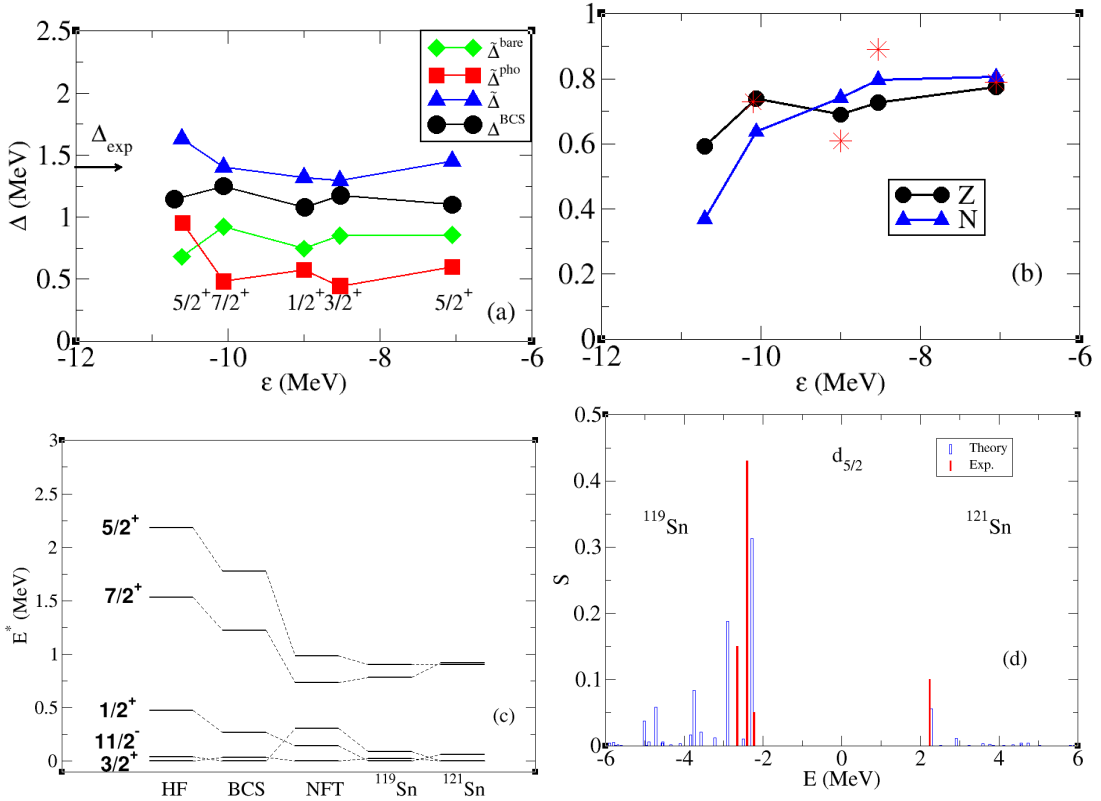 2.5
2
1.5
1
0.5
0
Δ (MeV)
Δexp
Δ̃bare
Δ̃pho
Δ̃
ΔBCS
5/2+ 7/2+ 1/2+ 3/2+ 5/2+
(a)
-12 -10 -8 -6
ε (MeV)
1
0.8
0.6
0.4
0.2
0
Z
N
(b)
-12 -10 -8 -6
ε (MeV)
3
2.5
2
1.5
1
0.5
0
E* (MeV)
5/2+
7/2+
1/2+
11/2-
3/2+
(c)
HF BCS NFT 119Sn 121Sn
0.5
0.4
0.3
0.2
0.1
0
S
d5/2
Theory
Exp.
119Sn 121Sn
(d)
-6 -4 -2 0 2 4 6
E (MeV)